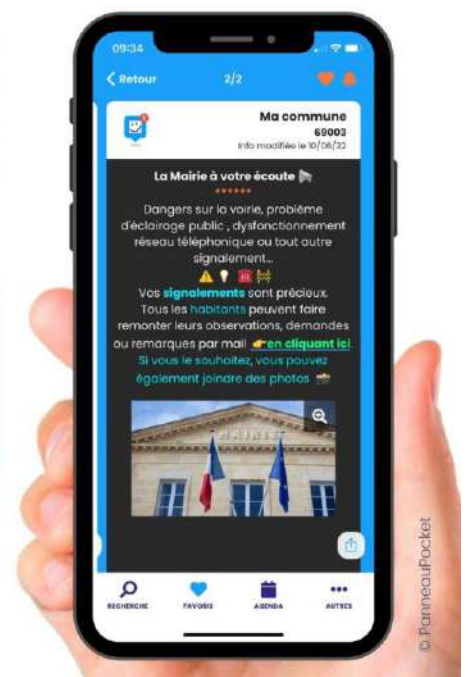 09:34
Retour
2/2
Ma commune
69003
Info modifiée le 10/06/22
La Mairie à votre écoute
Dangers sur la voirie, problème
d'éclairage public , dysfonctionnement
réseau téléphonique ou tout autre
signalement...
Vos signalements sont précieux.
Tous les habitants peuvent faire
remonter leurs observations, demandes
ou remarques par mail 👉en cliquant ici.
Si vous le souhaitez, vous pouvez
également joindre des photos 📸
MAIRIE
RECHERCHE
FAVORIS
AGENDA
AUTRES
© PanneauPocket